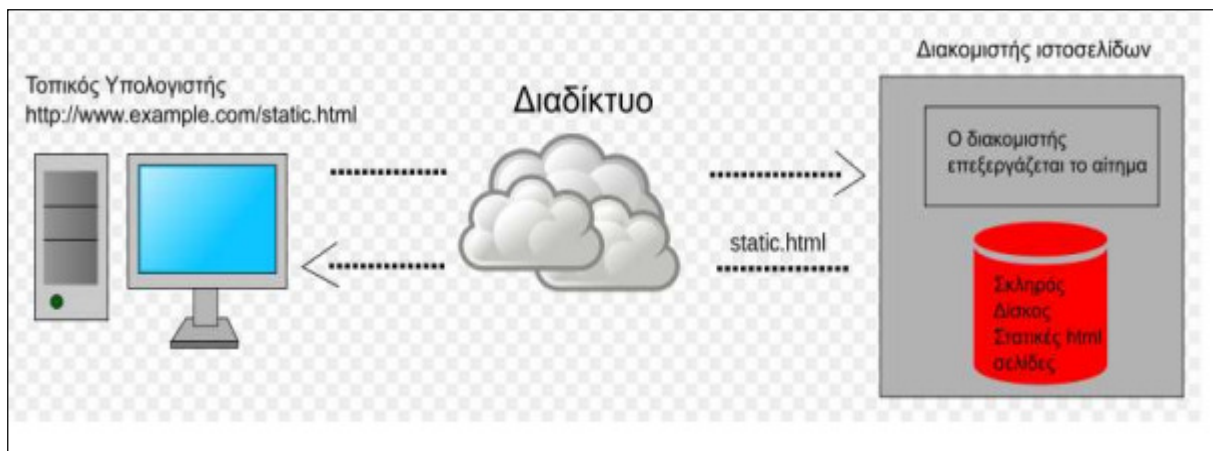 Τοπικός Υπολογιστής
http://www.example.com/static.html
Διαδίκτυο
Διακομιστής ιστοσελίδων
Ο διακομιστής
επεξεργάζεται το αίτημα
static.html
Σκληρός
Δίσκος
Στατικές html
σελίδες